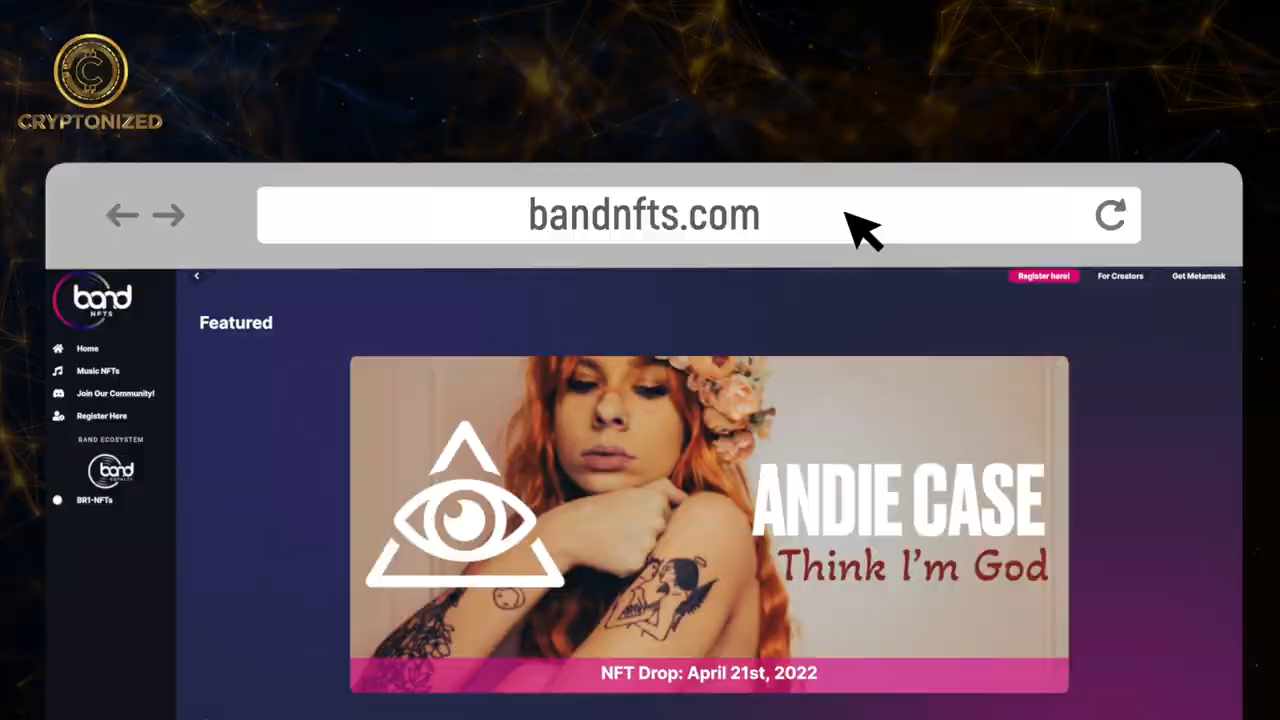 CRYPTONIZED
bandnfts.com
band
NFTS
Register here!
For Creators
Get Metamask
Featured
Home
Music NFTs
Join Our Community!
Register Here
BAND ECOSYSTEM
band
ROYALTY
BR1-NFTs
ANDIE CASE
Think I'm God
NFT Drop: April 21st, 2022